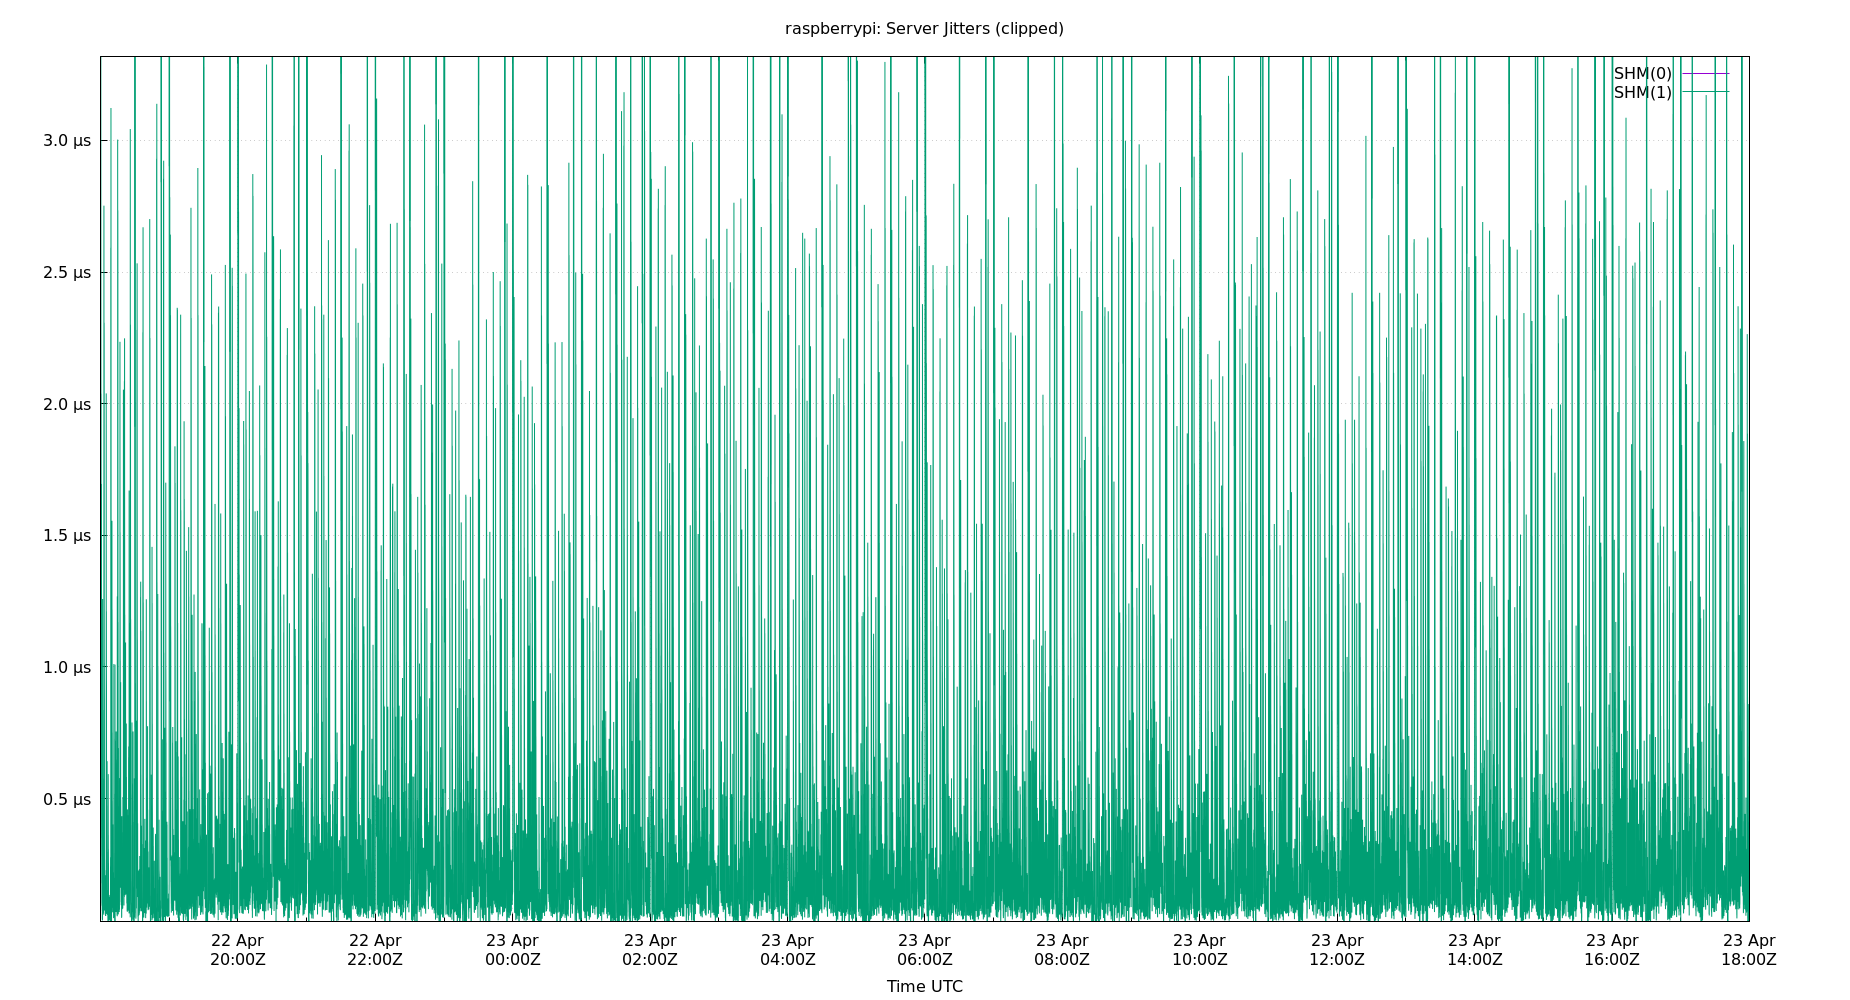 raspberrypi: Server Jitters (clipped)
SHM(0)
SHM(1)
3.0 µs
2.5 µs
2.0 µs
1.5 µs
1.0 µs
0.5 µs
22 Apr 22 Apr 23 Apr 23 Apr 23 Apr 23 Apr 23 Apr 23 Apr 23 Apr 23 Apr 23 Apr 23 Apr
20:00Z 22:00Z 00:00Z 02:00Z 04:00Z 06:00Z 08:00Z 10:00Z 12:00Z 14:00Z 16:00Z 18:00Z
Time UTC